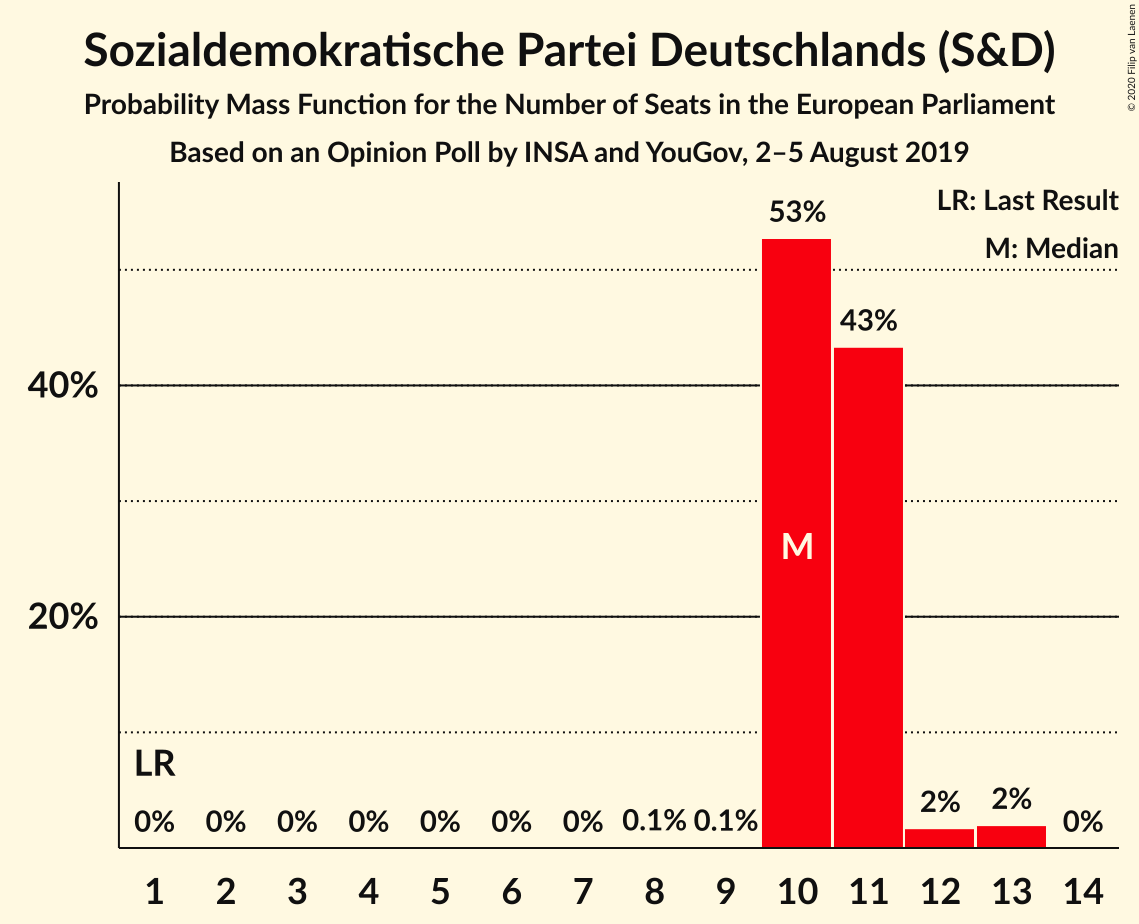 Sozialdemokratische Partei Deutschlands (S&D)
Probability Mass Function for the Number of Seats in the European Parliament
Based on an Opinion Poll by INSA and YouGov, 2–5 August 2019
© 2020 Filip van Laenen
LR: Last Result
M: Median
53%
43%
40%
M
20%
LR
0% 0% 0% 0% 0% 0% 0% 0.1% 0.1% 2% 2% 0%
1 2 3 4 5 6 7 8 9 10 11 12 13 14